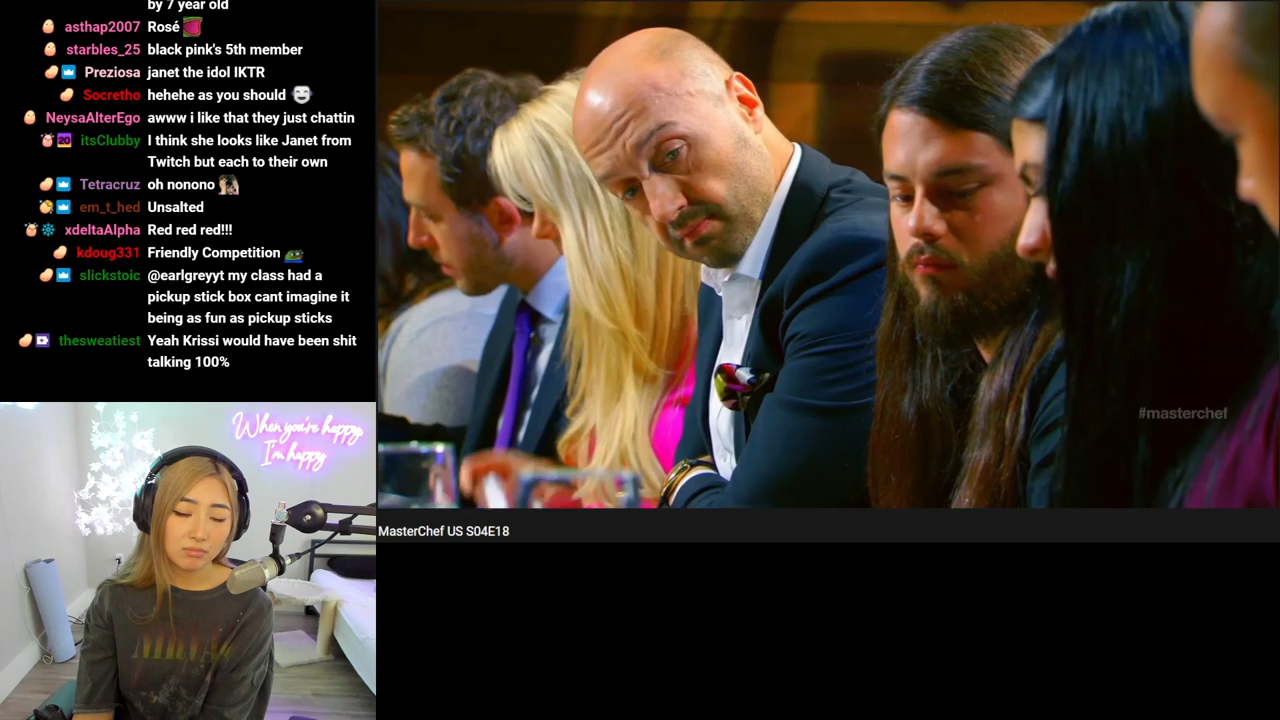 by 7 year old
asthap2007 Rosé
starbles_25 black pink's 5th member
Preziosa janet the idol IKTR
Socretho hehehe as you should
NeysaAlterEgo awww i like that they just chattin
20 itsClubby I think she looks like Janet from
Twitch but each to their own
Tetracruz oh nonono
em_t_hed Unsalted
xdeltaAlpha Red red red!!!
kdoug331 Friendly Competition
slickstoic @earlgreyyt my class had a
pickup stick box cant imagine it
being as fun as pickup sticks
thesweatiest Yeah Krissi would have been shit
talking 100%
#masterchef
MasterChef US S04E18
When you're happy
I'm happy
NIRVANA